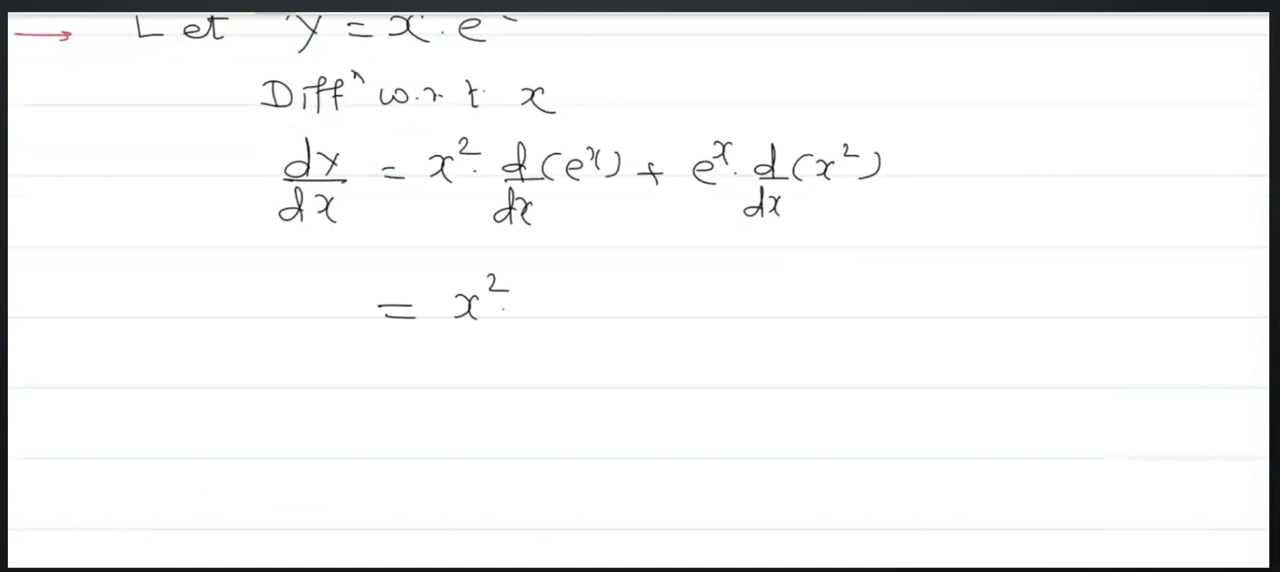 → Let y = x · e
Diffⁿ w.r.t. x
dy/dx = x² · d/dx (eˣ) + eˣ · d/dx (x²)
= x² ·